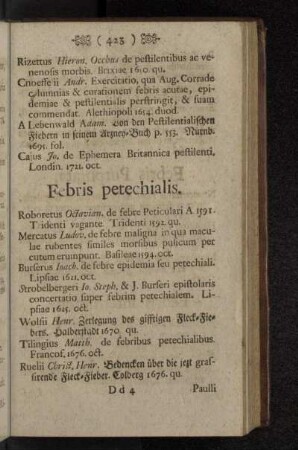 ( 423 )
Rizettus Hieron. Occhus de pestilentibus ac ve-
nenosis morbis. Brixiae 1650. qu.
Cnoeffelii Andr. Exercitatio, qua Aug. Corrade
columnias & curationem febris acutae, epi-
demiae & pestilentialis perstringit, & suam
commendat. Alethiopoli 1654. duod.
A Lebenwald Adam. von den Pestilentialischen
Fiebern in seinem Artzney-Buch p. 353. Nurnb.
1695. fol.
Cajus Jo. de Ephemera Britannica pestilenti,
Londin. 1721. oct.
Febris petechialis.
Roboretus Octavian. de febre Peticulari A 1591.
Tridenti vagante. Tridenti 1592. qu.
Mercatus Ludov. de febre maligna in qua macu-
lae rubentes similes morsibus pulicum per
cutem erumpunt. Basileae 1594. oct.
Burserus Joach. de febre epidemia seu petechiali.
Lipsiae 1621. oct.
Strobelbergeri Jo. Steph. & J. Burseri epistolaris
concertatio super febrim petechialem. Li-
psiae 1625. oct.
Wolfii Henr. Zerlegung des gifftigen Fleck-Fie-
bers. Halberstadt 1670. qu.
Tilingius Matth. de febribus petechialibus.
Francof. 1676. oct.
Ruelii Christ. Henr. Bedencken über die jetzt gras-
sirende Fleck-Fieber. Colberg 1676. qu.
D d 4 Paulli